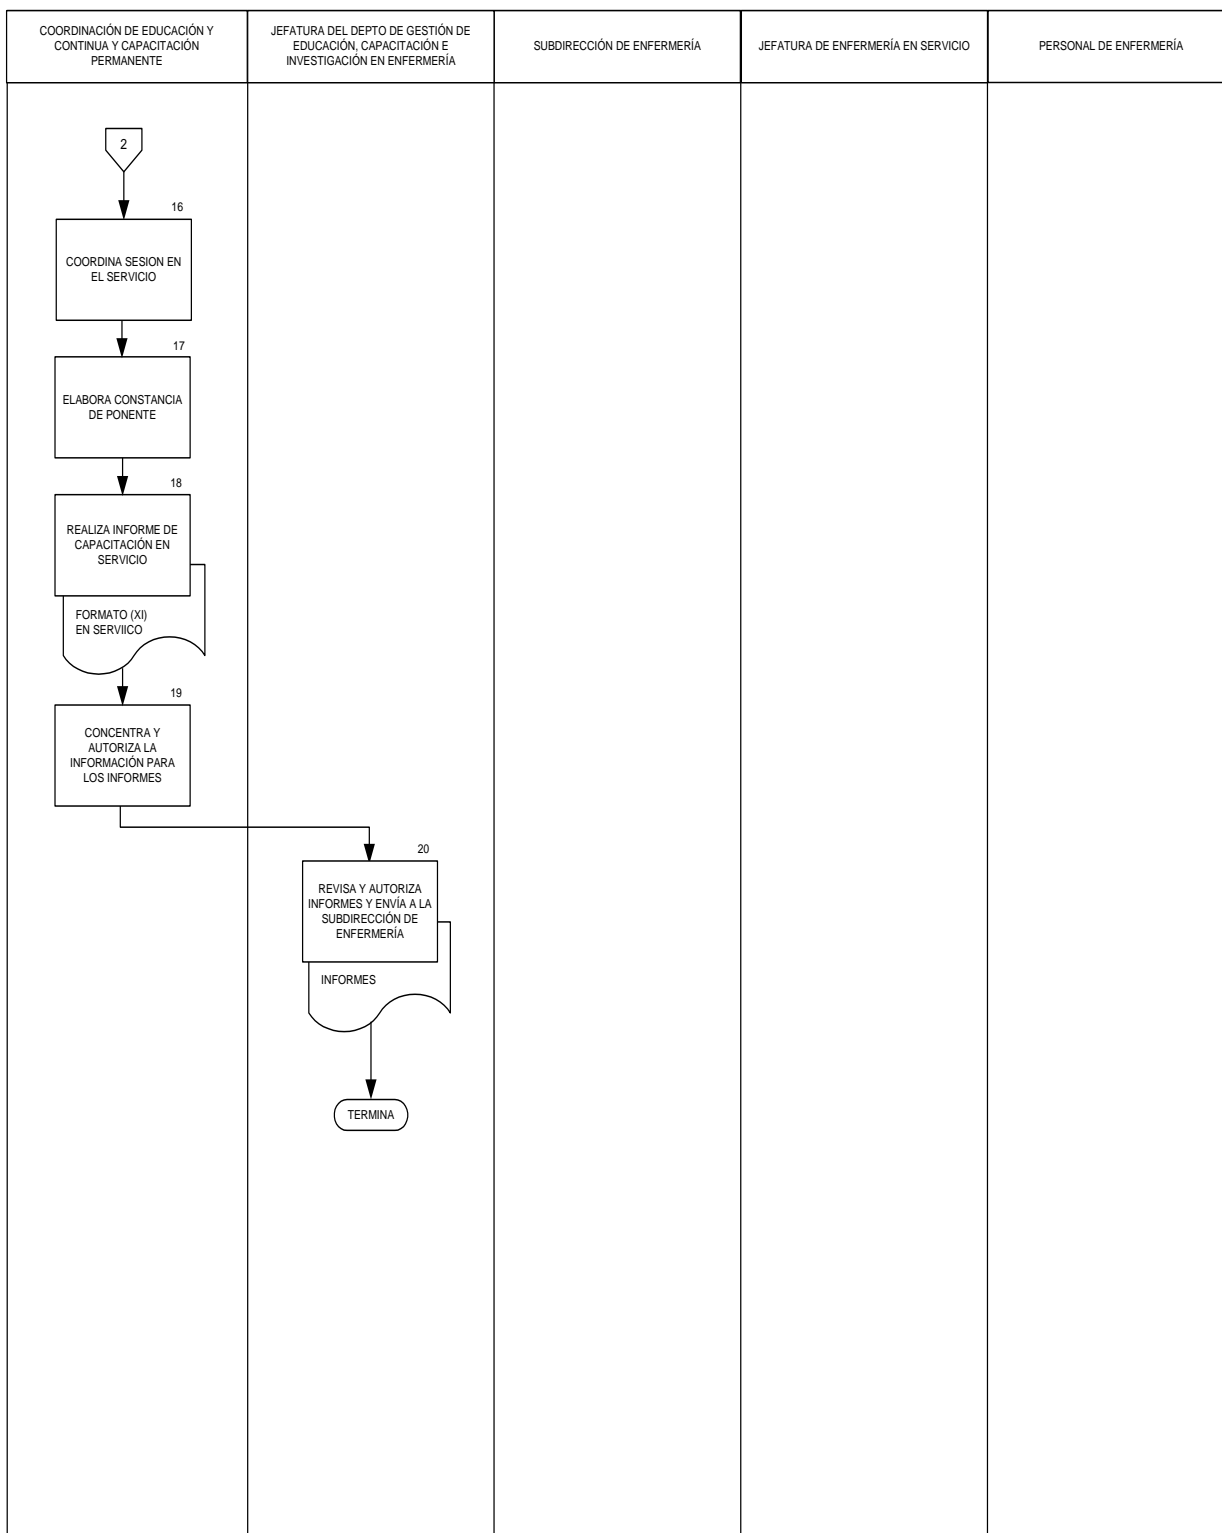 COORDINACIÓN DE EDUCACIÓN Y
CONTINUA Y CAPACITACIÓN
PERMANENTE
JEFATURA DEL DEPTO DE GESTIÓN DE
EDUCACIÓN, CAPACITACIÓN E
INVESTIGACIÓN EN ENFERMERÍA
SUBDIRECCIÓN DE ENFERMERÍA
JEFATURA DE ENFERMERÍA EN SERVICIO
PERSONAL DE ENFERMERÍA
2
16
COORDINA SESION EN
EL SERVICIO
17
ELABORA CONSTANCIA
DE PONENTE
18
REALIZA INFORME DE
CAPACITACIÓN EN
SERVICIO
FORMATO (XI)
EN SERVIICO
19
CONCENTRA Y
AUTORIZA LA
INFORMACIÓN PARA
LOS INFORMES
20
REVISA Y AUTORIZA
INFORMES Y ENVÍA A LA
SUBDIRECCIÓN DE
ENFERMERÍA
INFORMES
TERMINA